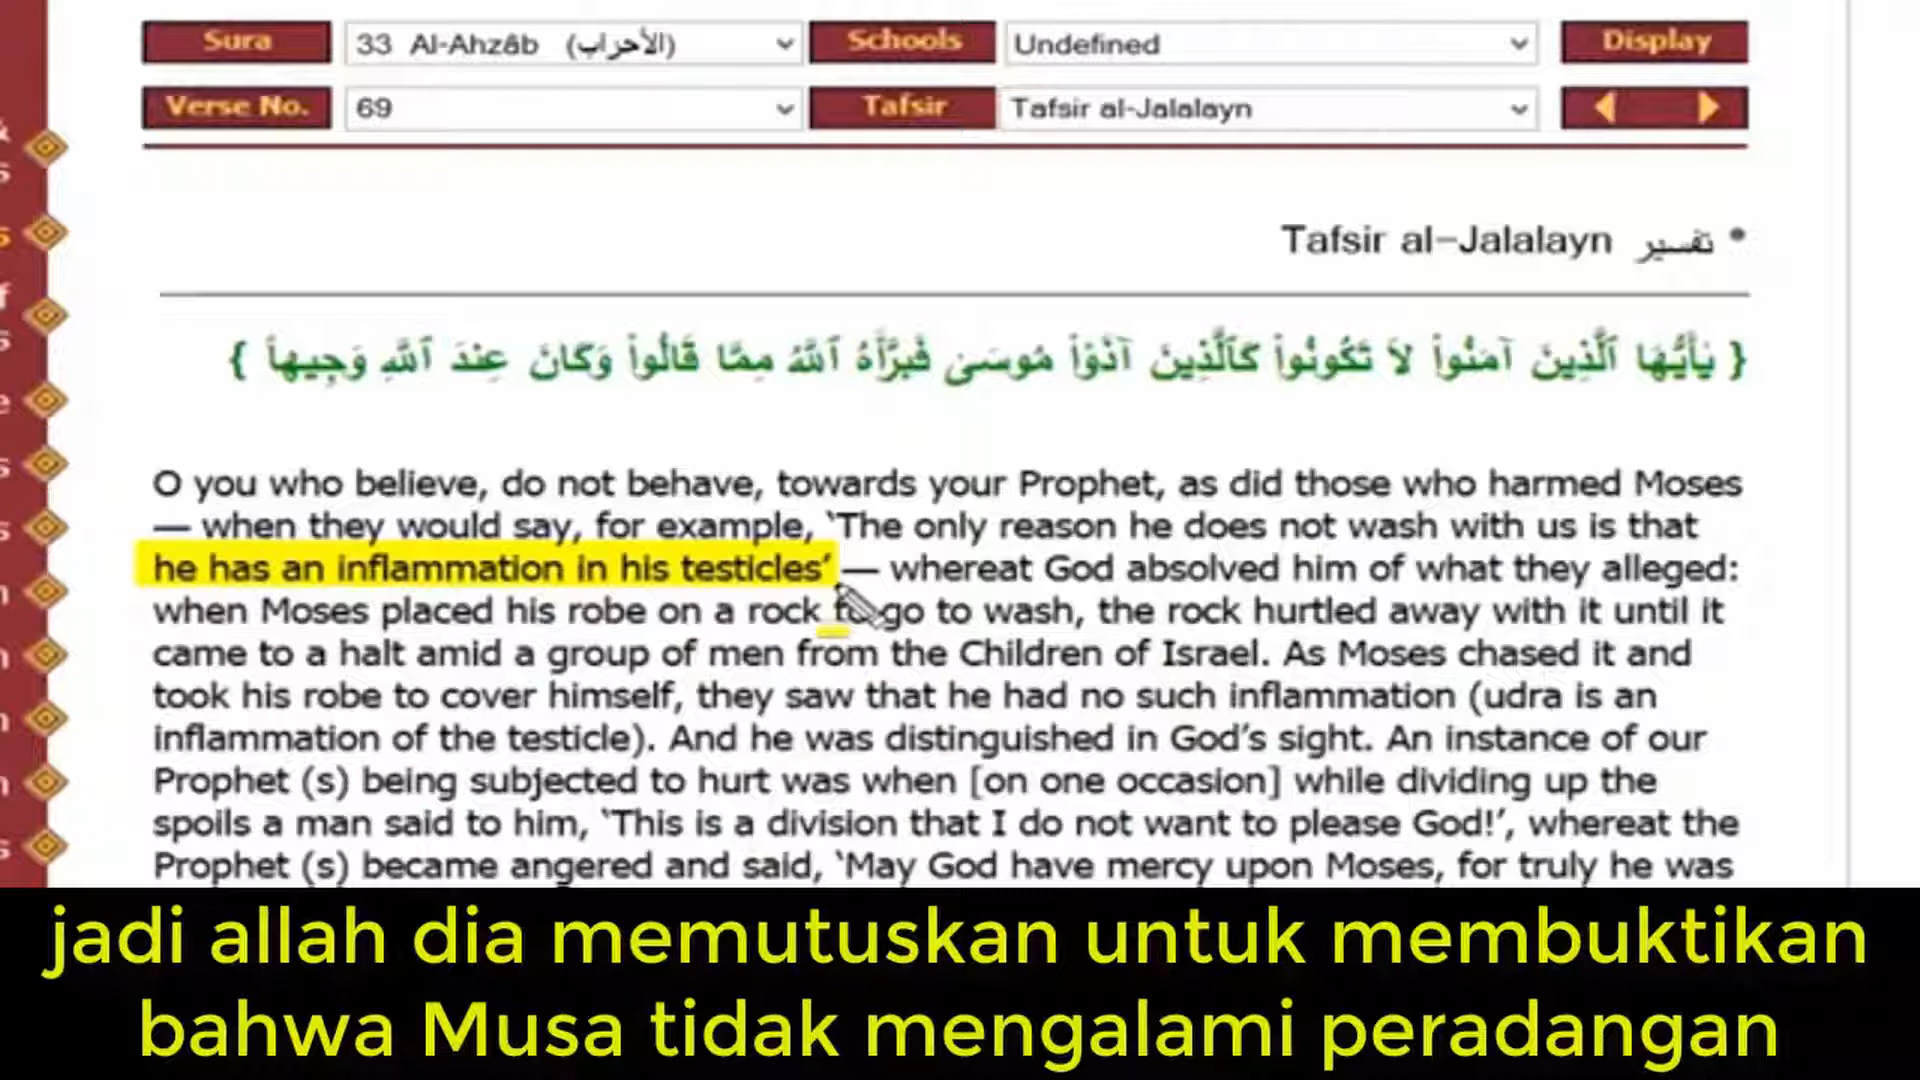 Sura 33 Al-Ahzâb (الأحزاب) Schools Undefined Display
Verse No. 69 Tafsir Tafsir al-Jalalayn
Tafsir al-Jalalayn تفسير *
{ يٰأَيُّهَا ٱلَّذِينَ آمَنُواْ لاَ تَكُونُواْ كَٱلَّذِينَ آذَوْاْ مُوسَىٰ فَبرَّأَهُ ٱللَّهُ مِمَّا قَالُواْ وَكَانَ عِنْدَ ٱللَّهِ وَجِيهاً }
O you who believe, do not behave, towards your Prophet, as did those who harmed Moses
— when they would say, for example, ‘The only reason he does not wash with us is that
he has an inflammation in his testicles’ — whereat God absolved him of what they alleged:
when Moses placed his robe on a rock to go to wash, the rock hurtled away with it until it
came to a halt amid a group of men from the Children of Israel. As Moses chased it and
took his robe to cover himself, they saw that he had no such inflammation (udra is an
inflammation of the testicle). And he was distinguished in God’s sight. An instance of our
Prophet (s) being subjected to hurt was when [on one occasion] while dividing up the
spoils a man said to him, ‘This is a division that I do not want to please God!’, whereat the
Prophet (s) became angered and said, ‘May God have mercy upon Moses, for truly he was
jadi allah dia memutuskan untuk membuktikan
bahwa Musa tidak mengalami peradangan